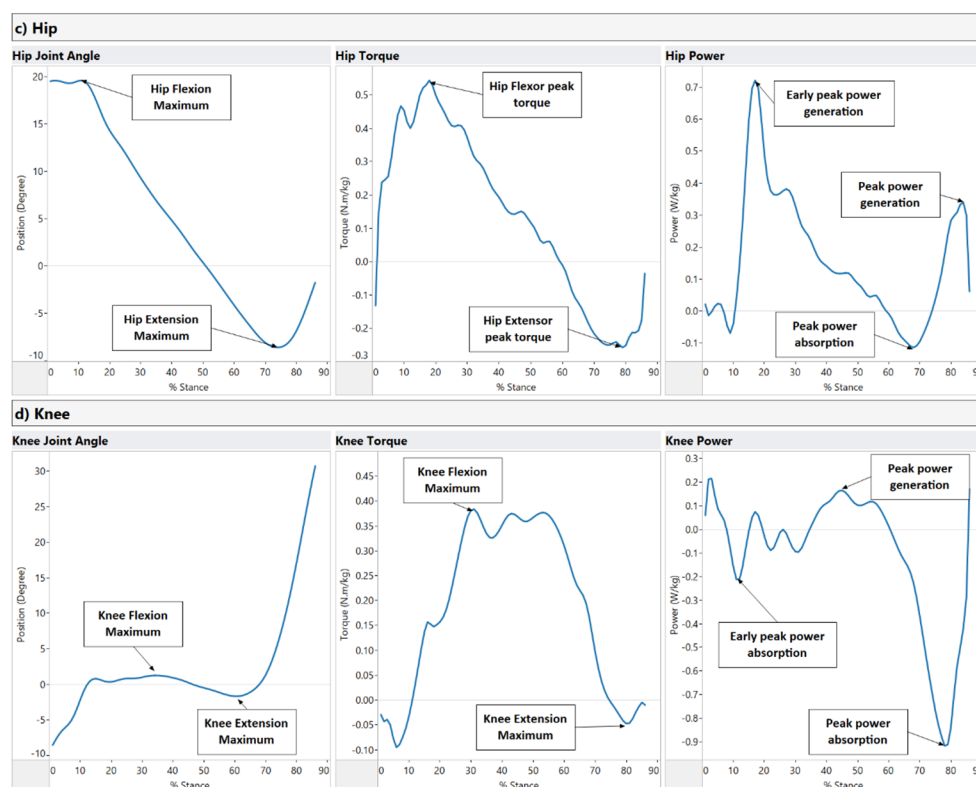 c) Hip
Hip Joint Angle
Hip Torque
Hip Power
Position (Degree)
20
15
10
5
0
-5
-10
Hip Flexion
Maximum
Hip Extension
Maximum
0 10 20 30 40 50 60 70 80 90
% Stance
Torque (N.m/kg)
0.5
0.4
0.3
0.2
0.1
0.0
-0.1
-0.2
-0.3
Hip Flexor peak
torque
Hip Extensor
peak torque
0 10 20 30 40 50 60 70 80 90
% Stance
Power (W/kg)
0.7
0.6
0.5
0.4
0.3
0.2
0.1
0.0
-0.1
Early peak power
generation
Peak power
generation
Peak power
absorption
0 10 20 30 40 50 60 70 80
% Stance
d) Knee
Knee Joint Angle
Knee Torque
Knee Power
Position (Degree)
30
25
20
15
10
5
0
-5
-10
Knee Flexion
Maximum
Knee Extension
Maximum
0 10 20 30 40 50 60 70 80 90
% Stance
Torque (N.m/kg)
0.45
0.40
0.35
0.30
0.25
0.20
0.15
0.10
0.05
0.00
-0.05
-0.10
Knee Flexion
Maximum
Knee Extension
Maximum
0 10 20 30 40 50 60 70 80 90
% Stance
Power (W/kg)
0.3
0.2
0.1
0.0
-0.1
-0.2
-0.3
-0.4
-0.5
-0.6
-0.7
-0.8
-0.9
Peak power
generation
Early peak power
absorption
Peak power
absorption
0 10 20 30 40 50 60 70 80
% Stance